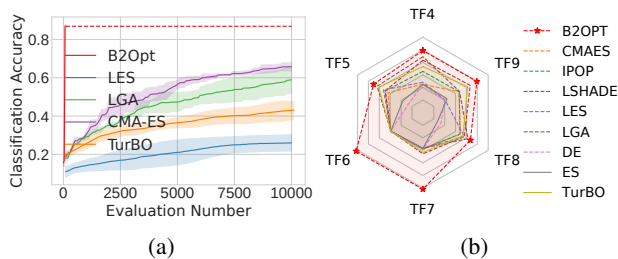 Classification Accuracy
0.8
0.6
0.4
0.2
B2Opt
LES
LGA
CMA-ES
TurBO
0 2500 5000 7500 10000
Evaluation Number
(a)
TF4
TF5
TF9
TF6
TF8
TF7
B2OPT
CMAES
IPOP
LSHADE
LES
LGA
DE
ES
TurBO
(b)